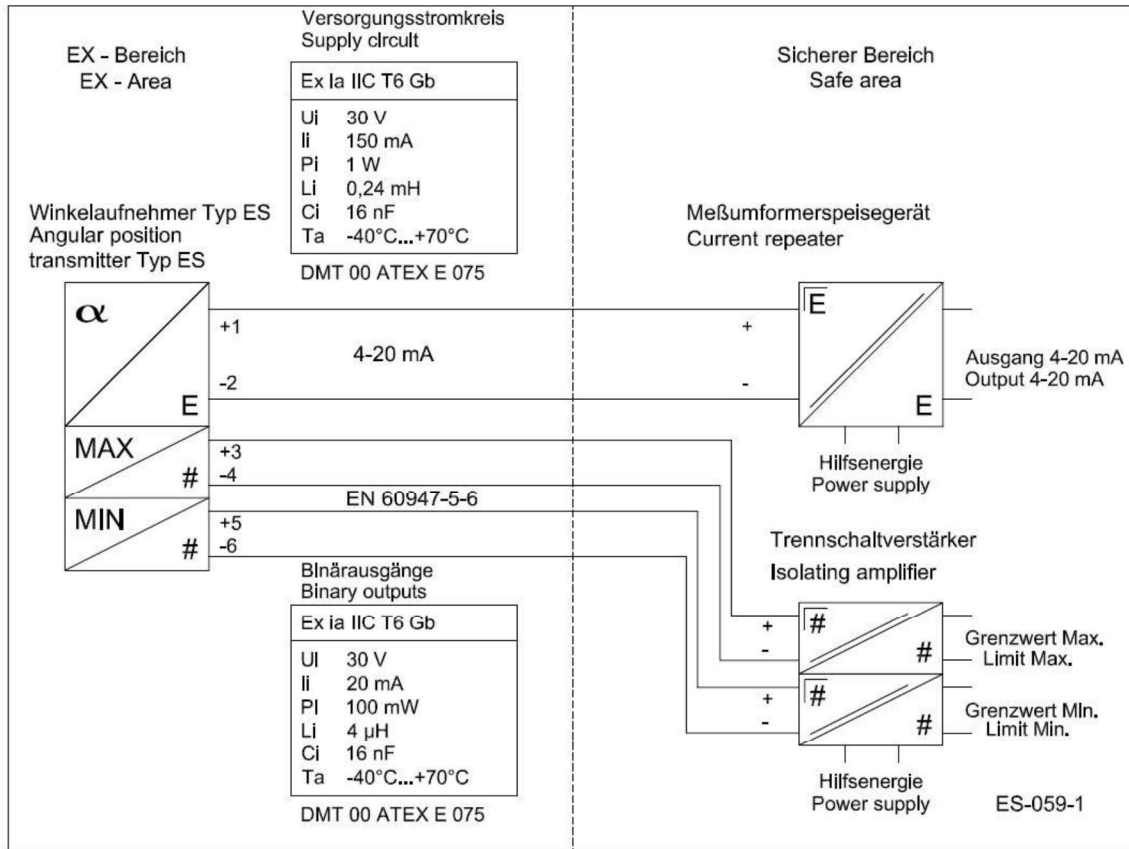 Versorgungsstromkreis
Supply cIrcuIt
EX - Bereich
EX - Area
Sicherer Bereich
Safe area
Ex Ia IIC T6 Gb
UI 30 V
Ii 150 mA
Pi 1 W
Li 0,24 mH
Ci 16 nF
Ta -40°C...+70°C
DMT 00 ATEX E 075
Winkelaufnehmer Typ ES
Angular position
transmitter Typ ES
Meßumformerspeisegerät
Current repeater
α
E
+1
-2
4-20 mA
+
-
E
E
Ausgang 4-20 mA
Output 4-20 mA
MAX
#
+3
-4
MIN
#
+5
-6
EN 60947-5-6
Hilfsenergie
Power supply
BInärausgänge
Binary outputs
Ex ia IIC T6 Gb
UI 30 V
Ii 20 mA
PI 100 mW
Li 4 µH
Ci 16 nF
Ta -40°C...+70°C
DMT 00 ATEX E 075
Trennschaltverstärker
Isolating amplifier
+
-
#
#
Grenzwert Max.
Limit Max.
+
-
#
#
Grenzwert MIn.
Limit Min.
Hilfsenergie
Power supply
ES-059-1